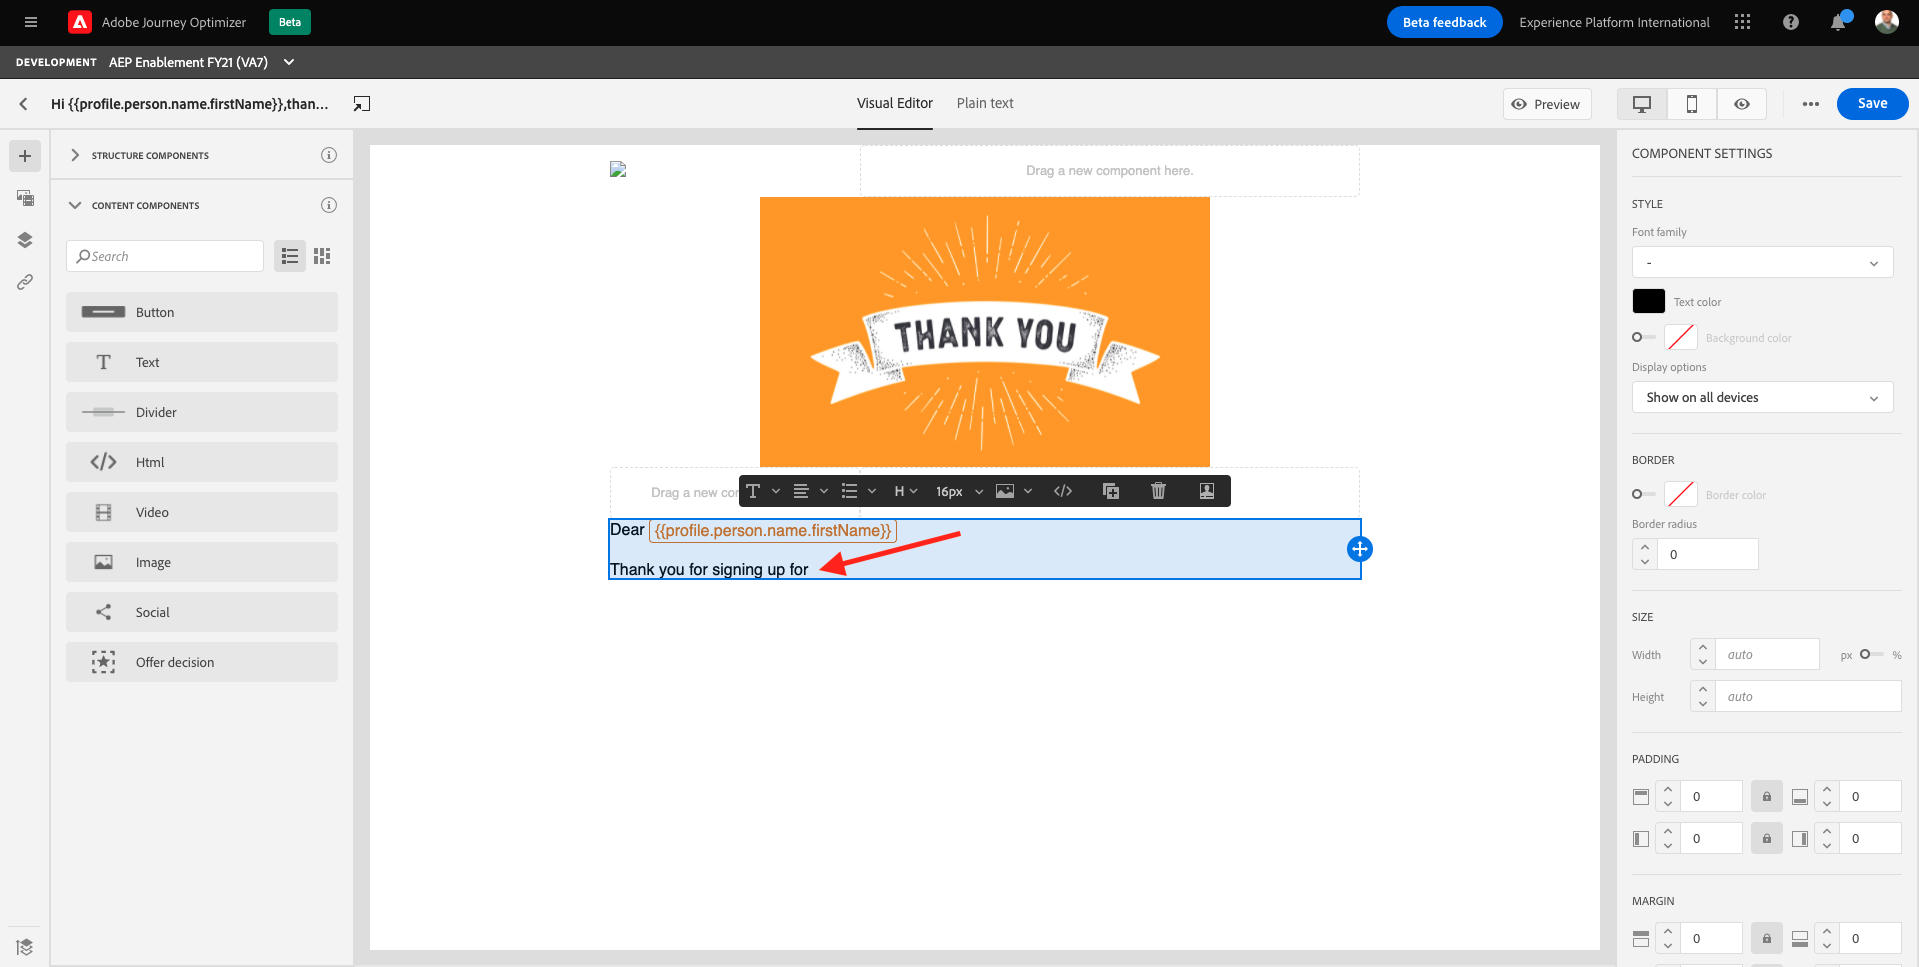 Adobe Journey Optimizer Beta Beta feedback Experience Platform International
DEVELOPMENT AEP Enablement FY21 (VA7)
Hi {{profile.person.name.firstName}},than... Visual Editor Plain text Preview Save
STRUCTURE COMPONENTS
CONTENT COMPONENTS
Search
Button
Text
Divider
Html
Video
Image
Social
Offer decision
Drag a new component here.
THANK YOU
Drag a new con
H 16px
Dear {{profile.person.name.firstName}}
Thank you for signing up for
COMPONENT SETTINGS
STYLE
Font family
-
Text color
Background color
Display options
Show on all devices
BORDER
Border color
Border radius
0
SIZE
Width auto px %
Height auto
PADDING
0 0
0 0
MARGIN
0 0